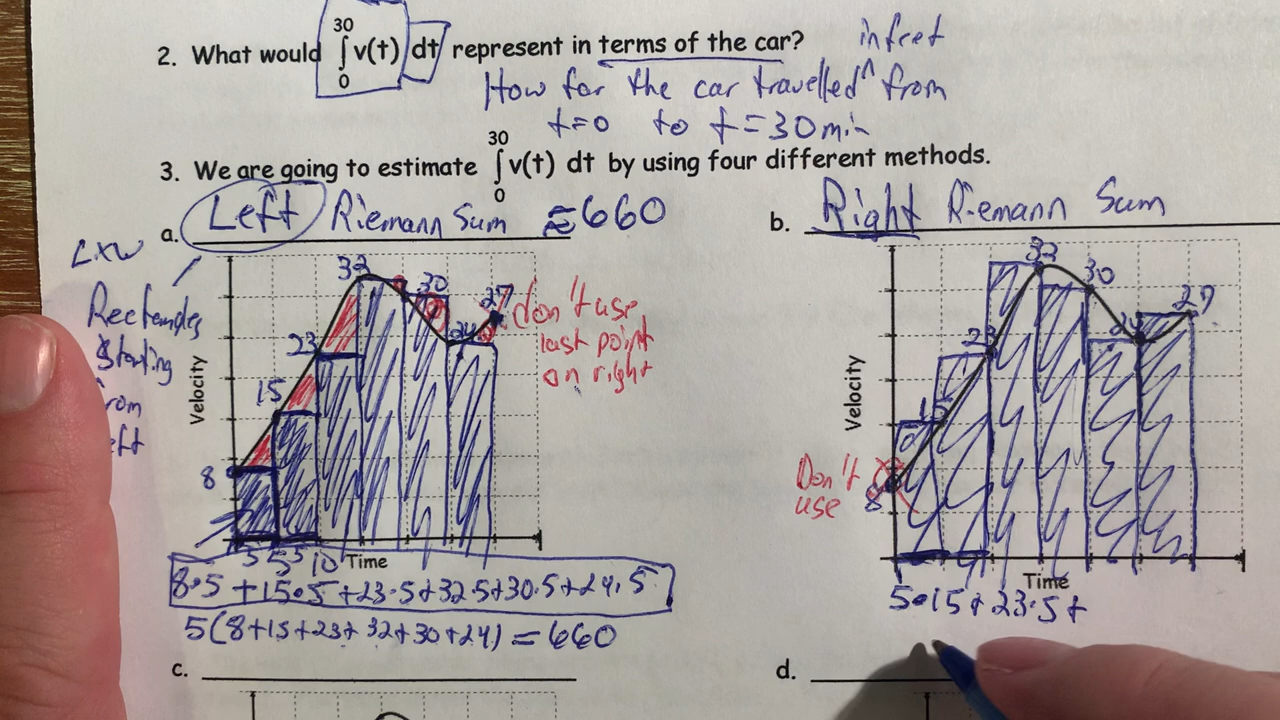 2. What would ∫₀³⁰ v(t) dt represent in terms of the car?
in feet
How far the car travelled ^ from
t=0 to t=30 min
3. We are going to estimate ∫₀³⁰ v(t) dt by using four different methods.
a. Left Riemann Sum ≈660
LxW
Rectangles
starting
from
left
32
30
27
24
23
15
8
don't use
last point
on right
Velocity
5 5 5 10 Time
8•5+15•5+23•5+32•5+30•5+24•5
5(8+15+23+32+30+24) = 660
b. Right Riemann Sum
32
30
27
24
23
15
8
Don't
use
Velocity
Time
5•15+23•5+
c.
d.